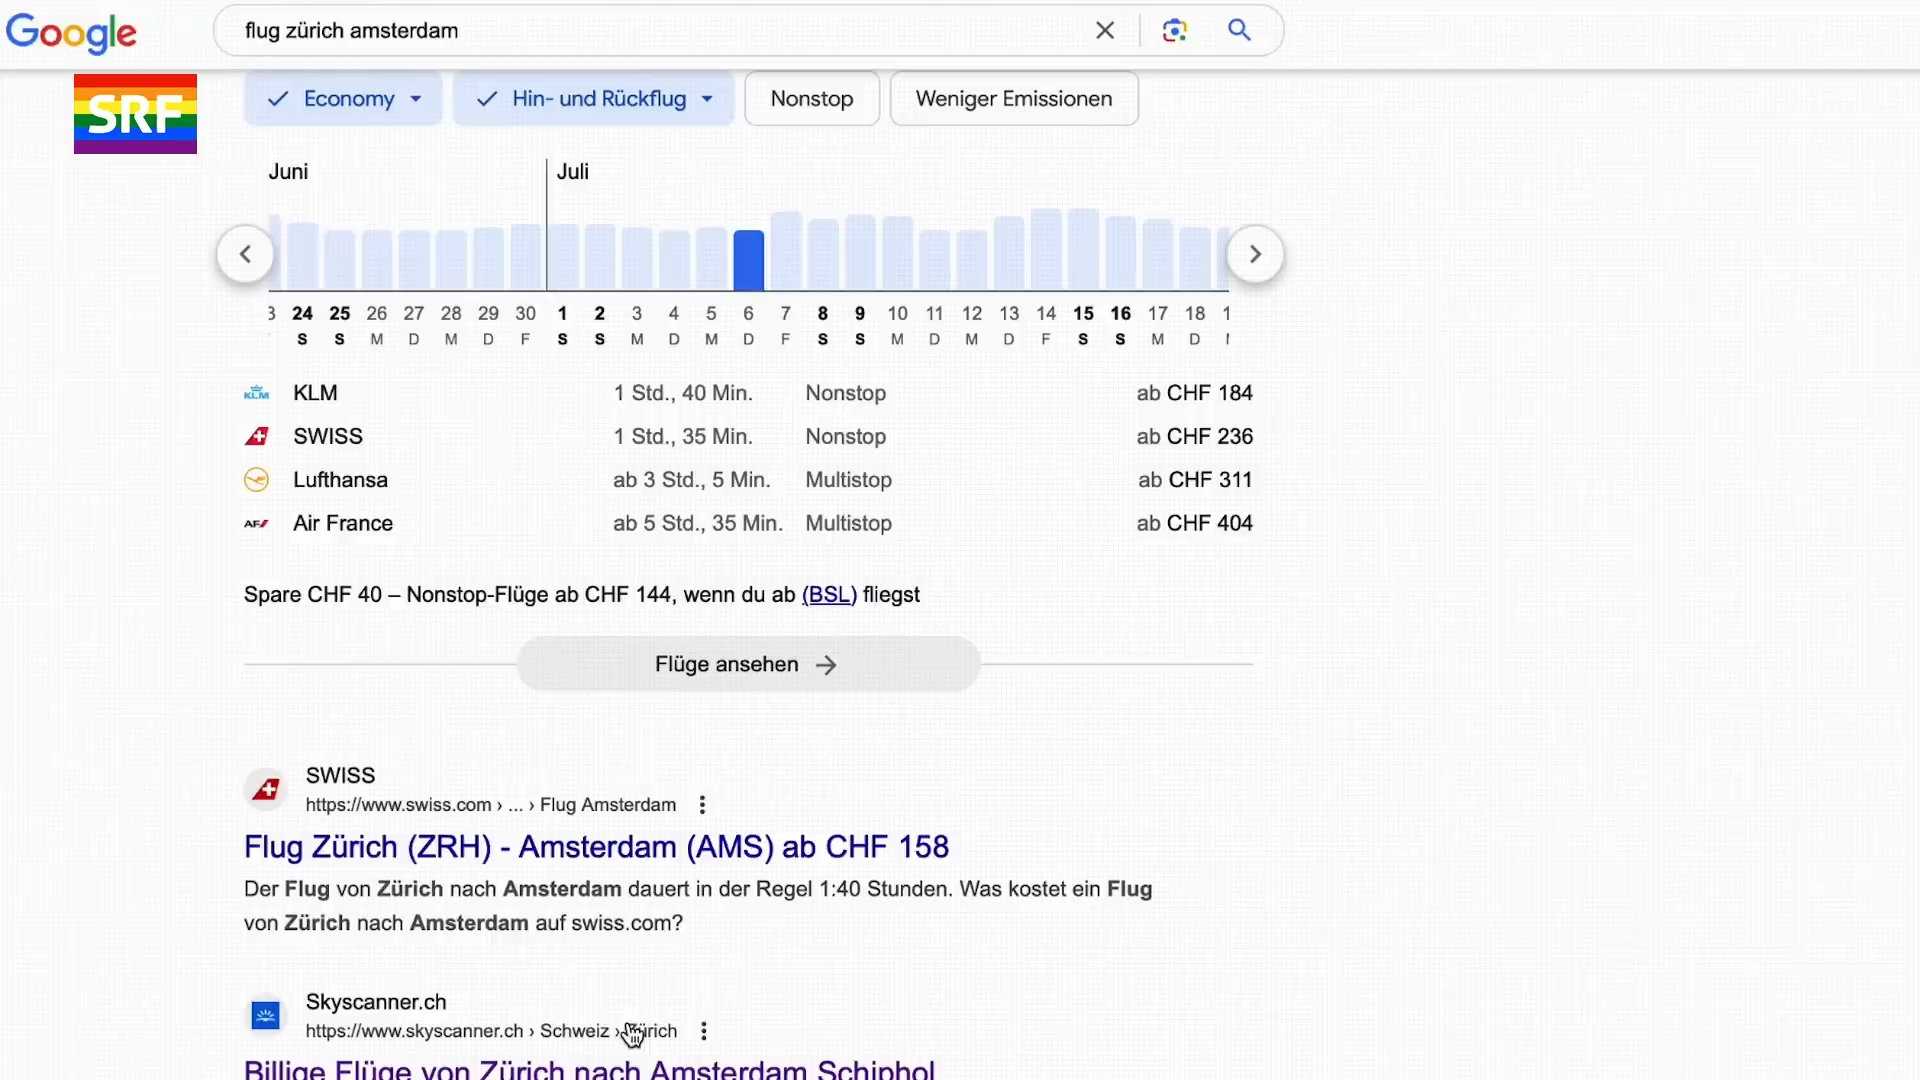 Google
flug zürich amsterdam
SRF
Economy
Hin- und Rückflug
Nonstop
Weniger Emissionen
Juni
Juli
24 25 26 27 28 29 30 1 2 3 4 5 6 7 8 9 10 11 12 13 14 15 16 17 18
S S M D M D F S S M D M D F S S M D M D F S S M D
KLM KLM 1 Std., 40 Min. Nonstop ab CHF 184
SWISS 1 Std., 35 Min. Nonstop ab CHF 236
Lufthansa ab 3 Std., 5 Min. Multistop ab CHF 311
AF Air France ab 5 Std., 35 Min. Multistop ab CHF 404
Spare CHF 40 – Nonstop-Flüge ab CHF 144, wenn du ab (BSL) fliegst
Flüge ansehen
SWISS
https://www.swiss.com › ... › Flug Amsterdam
Flug Zürich (ZRH) - Amsterdam (AMS) ab CHF 158
Der Flug von Zürich nach Amsterdam dauert in der Regel 1:40 Stunden. Was kostet ein Flug
von Zürich nach Amsterdam auf swiss.com?
Skyscanner.ch
https://www.skyscanner.ch › Schweiz › Zürich
Billige Flüge von Zürich nach Amsterdam Schiphol